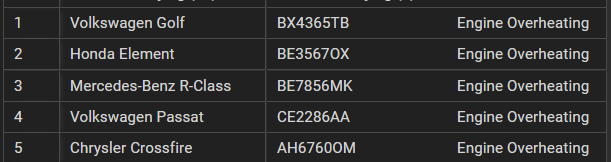 1 Volkswagen Golf BX4365TB Engine Overheating
2 Honda Element BE3567OX Engine Overheating
3 Mercedes-Benz R-Class BE7856MK Engine Overheating
4 Volkswagen Passat CE2286AA Engine Overheating
5 Chrysler Crossfire AH6760OM Engine Overheating